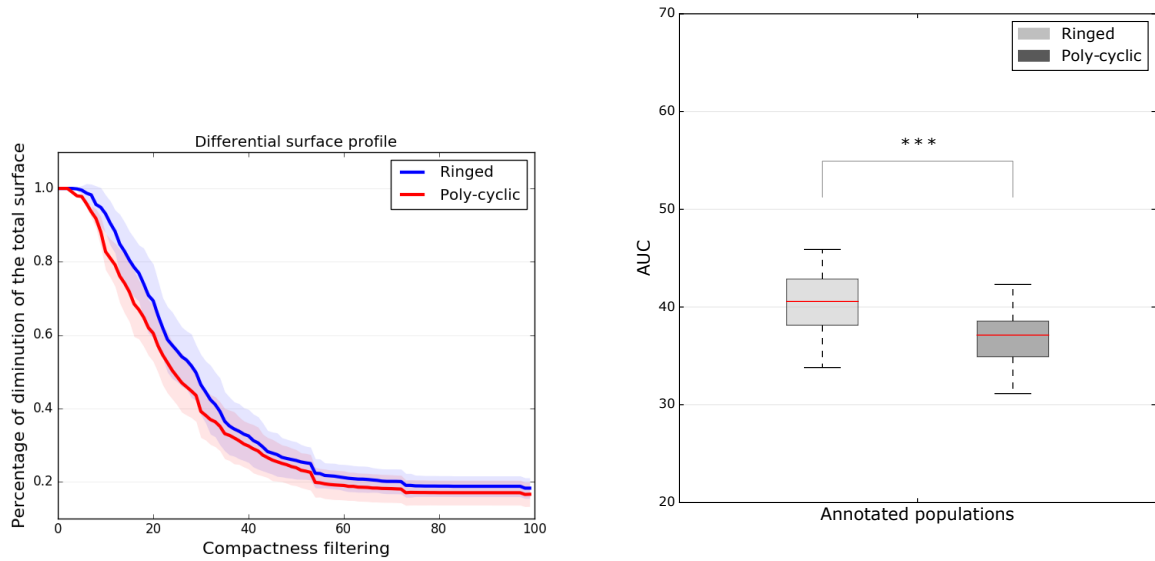 Differential surface profile
Percentage of diminution of the total surface
1.0
0.8
0.6
0.4
0.2
0
20
40
60
80
100
Compactness filtering
Ringed
Poly-cyclic
70
60
50
40
30
20
AUC
Ringed
Poly-cyclic
***
Annotated populations